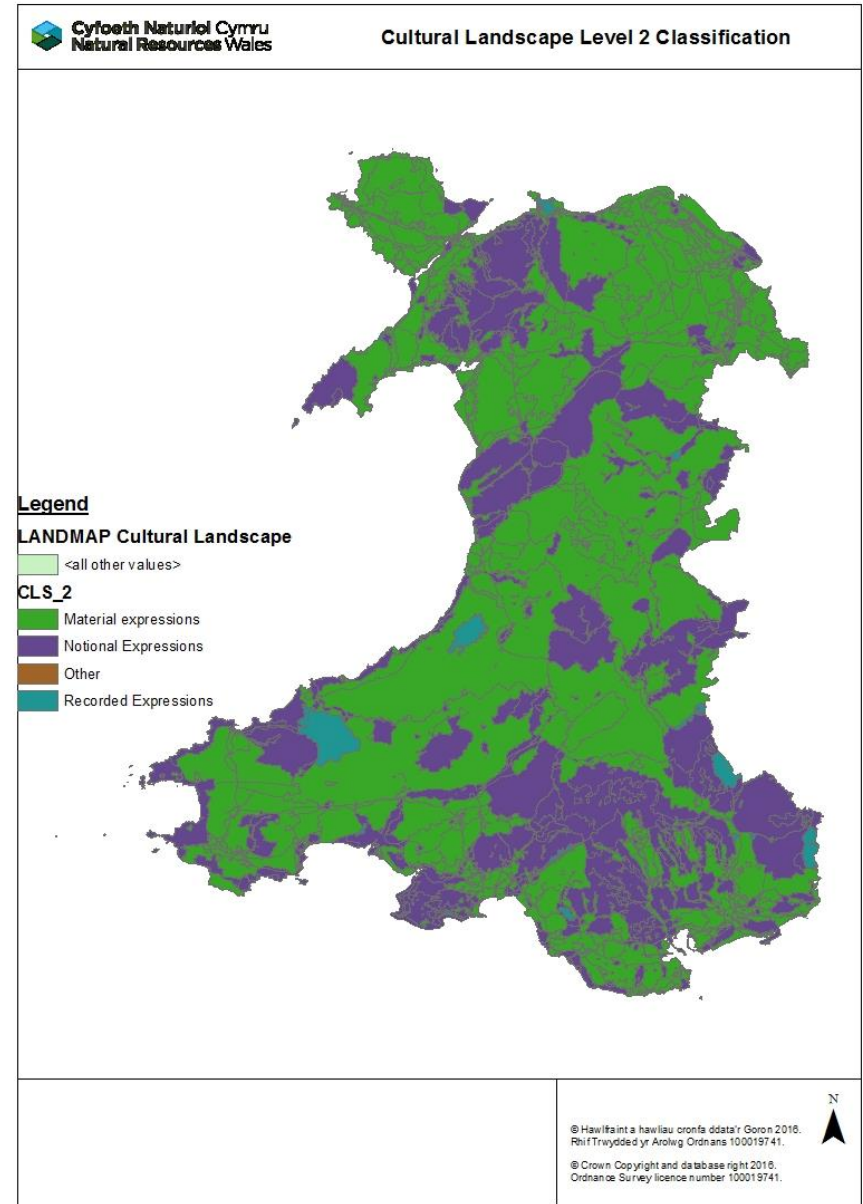 Cyfoeth Naturiol Cymru
Natural Resources Wales
Cultural Landscape Level 2 Classification
Legend
LANDMAP Cultural Landscape
<all other values>
CLS_2
Material expressions
Notional Expressions
Other
Recorded Expressions
N
© Hawlfraint a hawliau cronfa ddata'r Goron 2016.
Rhif Trwydded yr Arolwg Ordnans 100019741.
© Crown Copyright and database right 2016.
Ordnance Survey licence number 100019741.